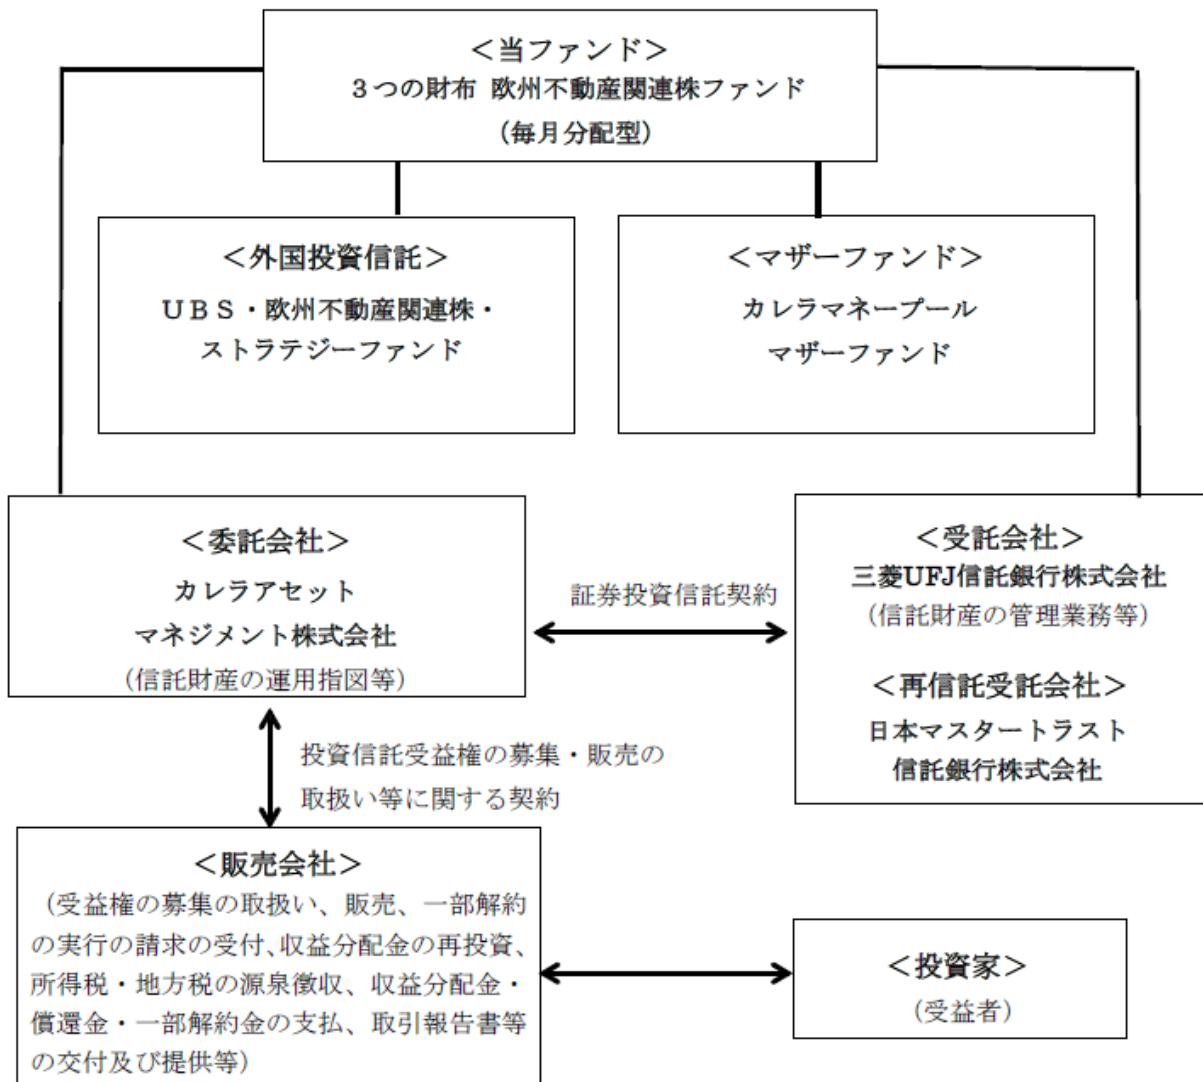 ＜当ファンド＞
３つの財布 欧州不動産関連株ファンド
（毎月分配型）
＜外国投資信託＞
ＵＢＳ・欧州不動産関連株・
ストラテジーファンド
＜マザーファンド＞
カレラマネープール
マザーファンド
＜委託会社＞
カレラアセット
マネジメント株式会社
（信託財産の運用指図等）
証券投資信託契約
＜受託会社＞
三菱UFJ信託銀行株式会社
（信託財産の管理業務等）
＜再信託受託会社＞
日本マスタートラスト
信託銀行株式会社
投資信託受益権の募集・販売の
取扱い等に関する契約
＜販売会社＞
（受益権の募集の取扱い、販売、一部解約
の実行の請求の受付、収益分配金の再投資、
所得税・地方税の源泉徴収、収益分配金・
償還金・一部解約金の支払、取引報告書等
の交付及び提供等）
＜投資家＞
（受益者）